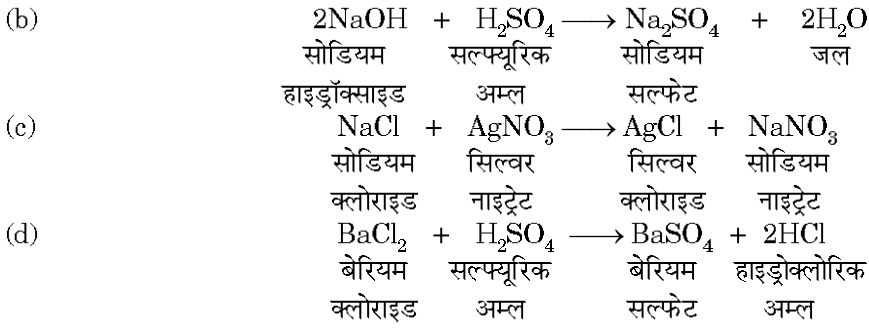 (b) 2NaOH + H₂SO₄ ⟶ Na₂SO₄ + 2H₂O
सोडियम सल्फ्यूरिक सोडियम जल
हाइड्रॉक्साइड अम्ल सल्फेट
(c) NaCl + AgNO₃ ⟶ AgCl + NaNO₃
सोडियम सिल्वर सिल्वर सोडियम
क्लोराइड नाइट्रेट क्लोराइड नाइट्रेट
(d) BaCl₂ + H₂SO₄ ⟶ BaSO₄ + 2HCl
बेरियम सल्फ्यूरिक बेरियम हाइड्रोक्लोरिक
क्लोराइड अम्ल सल्फेट अम्ल